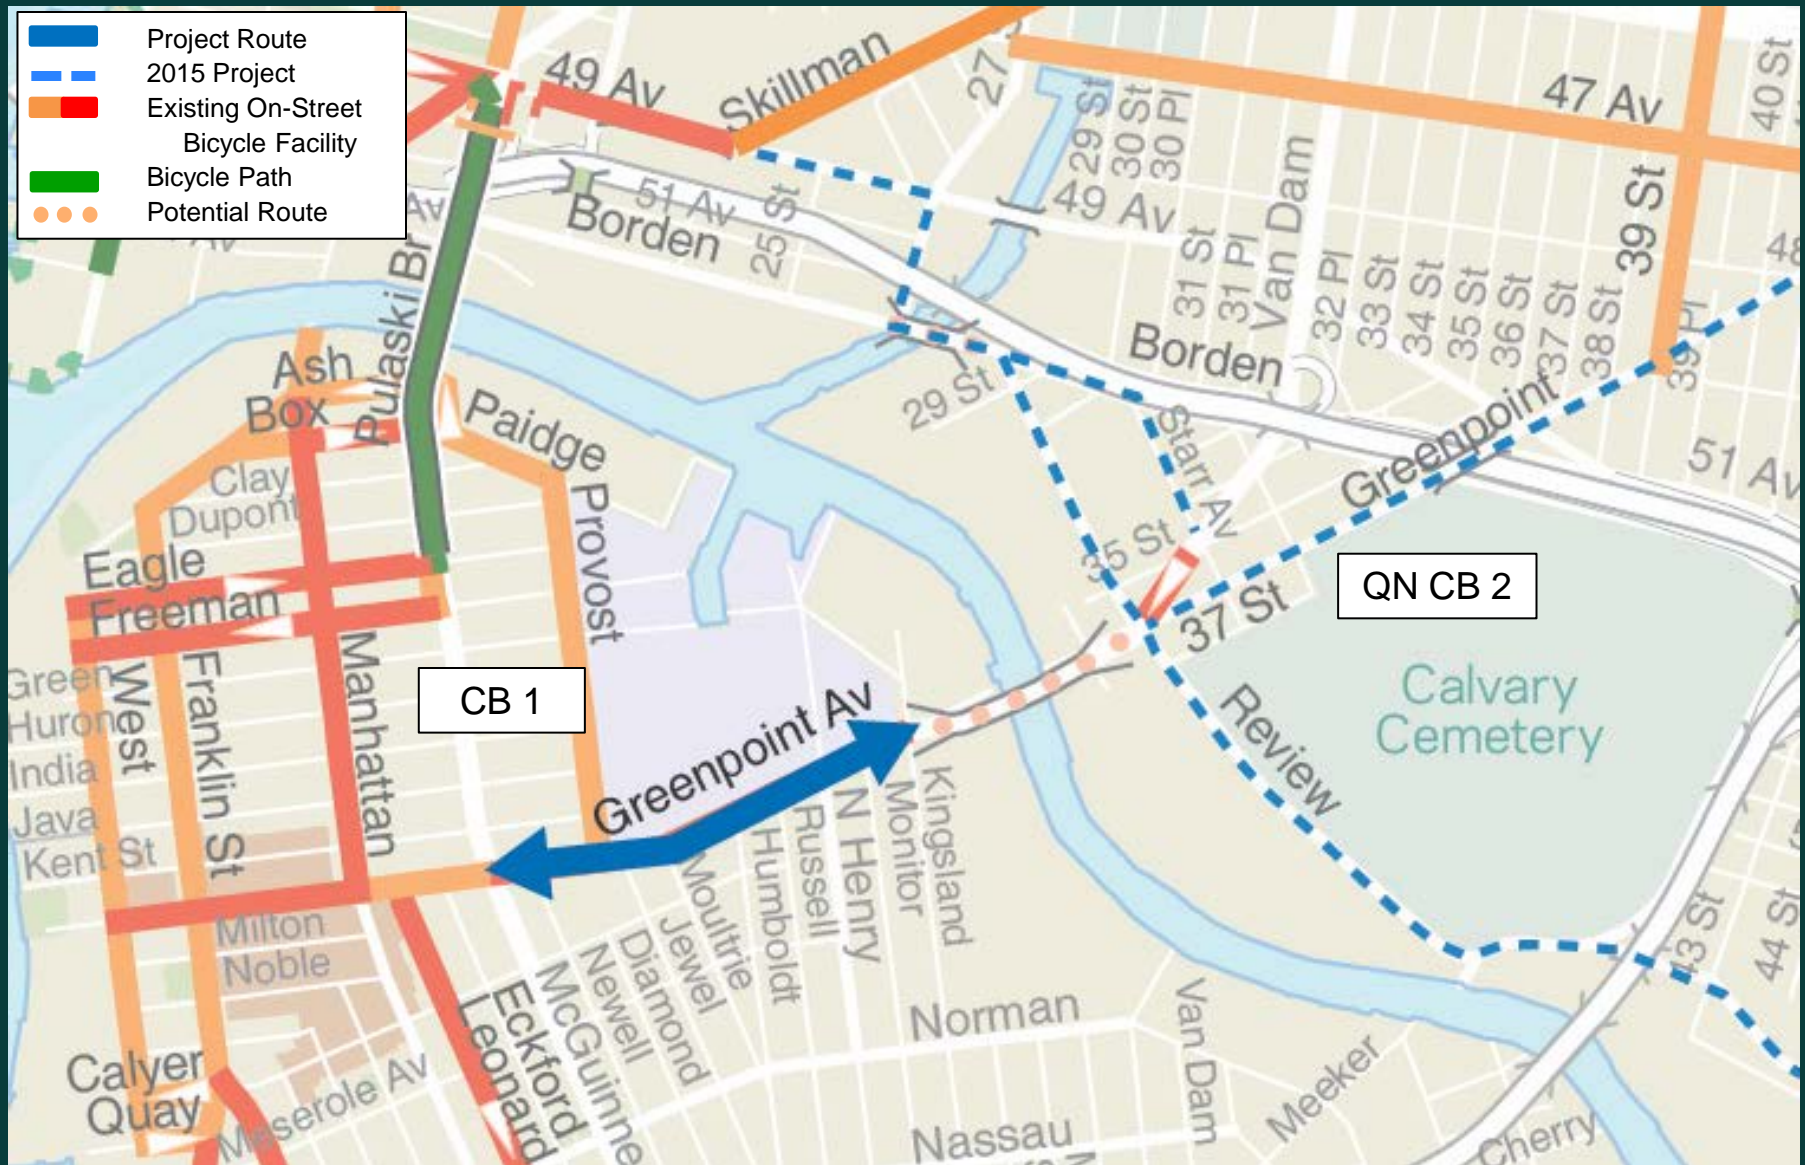 Project Route
2015 Project
Existing On-Street
Bicycle Facility
Bicycle Path
Potential Route
49 Av
Skillman
27
29 St
30 St
30 Pl
47 Av
40 St
39 St
48
Av
Av
51 Av
Borden
25 St
49 Av
31 St
31 Pl
Van Dam
32 Pl
33 St
34 St
35 St
36 St
37 St
38 St
39 Pl
Pulaski Br
Ash
Box
Paidge
Borden
29 St
Starr Av
Greenpoint
51 Av
Clay
Dupont
Provost
35 St
37 St
QN CB 2
Eagle
Freeman
Calvary
Cemetery
Green
Huron
India
Java
Kent St
West
Franklin St
Manhattan
CB 1
Greenpoint Av
Review
Kingsland
Monitor
N Henry
Russell
Humboldt
Moultrie
Jewel
Diamond
Newell
McGuinne
Eckford
Leonard
Milton
Noble
43 St
44 St
Norman
Van Dam
Meeker
Calyer
Quay
Meserole Av
Nassau
Cherry